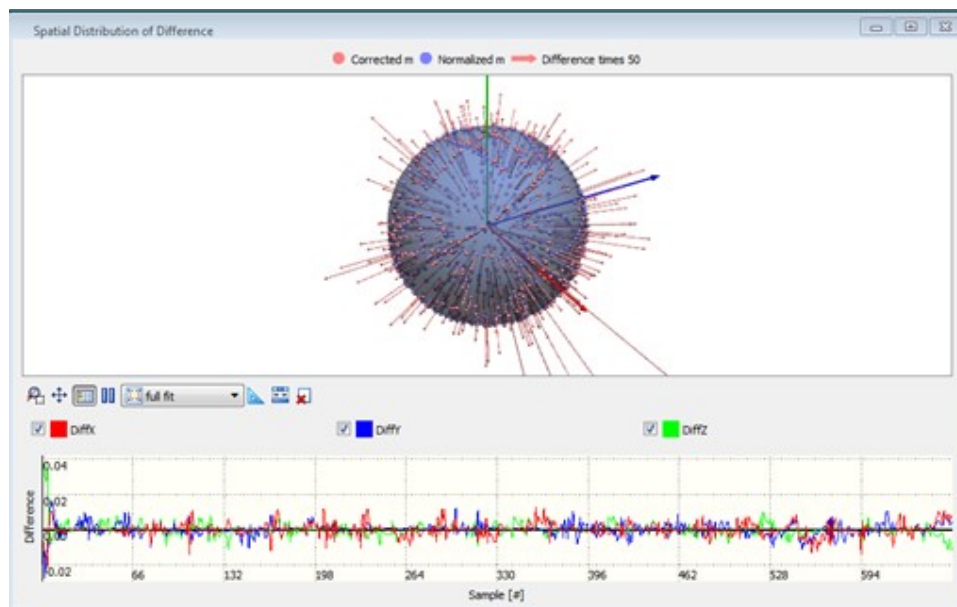 Spatial Distribution of Difference
Corrected m Normalized m Difference times 50
full fit
DiffX DiffY DiffZ
Difference
0.04
0.02
0.00
-0.02
66 132 198 264 330 396 462 528 594
Sample [#]